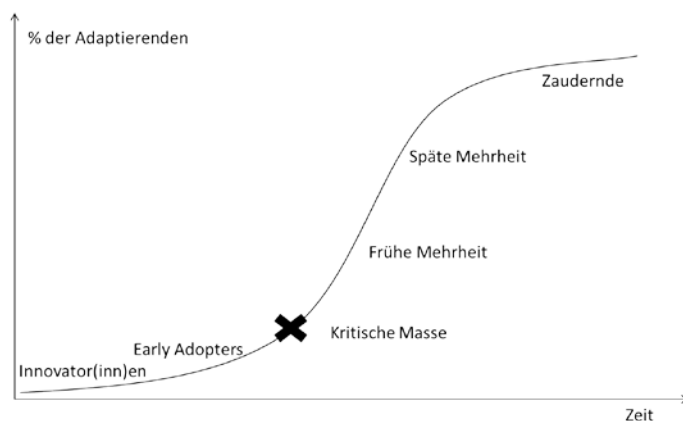 % der Adaptierenden
Zaudernde
Späte Mehrheit
Frühe Mehrheit
Kritische Masse
Early Adopters
Innovator(inn)en
Zeit